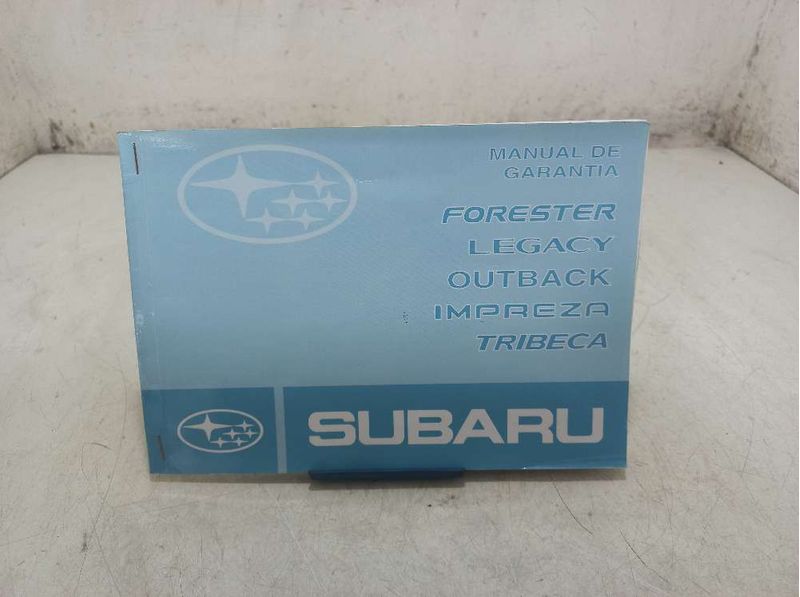 MANUAL DE
GARANTIA
FORESTER
LEGACY
OUTBACK
IMPREZA
TRIBECA
SUBARU